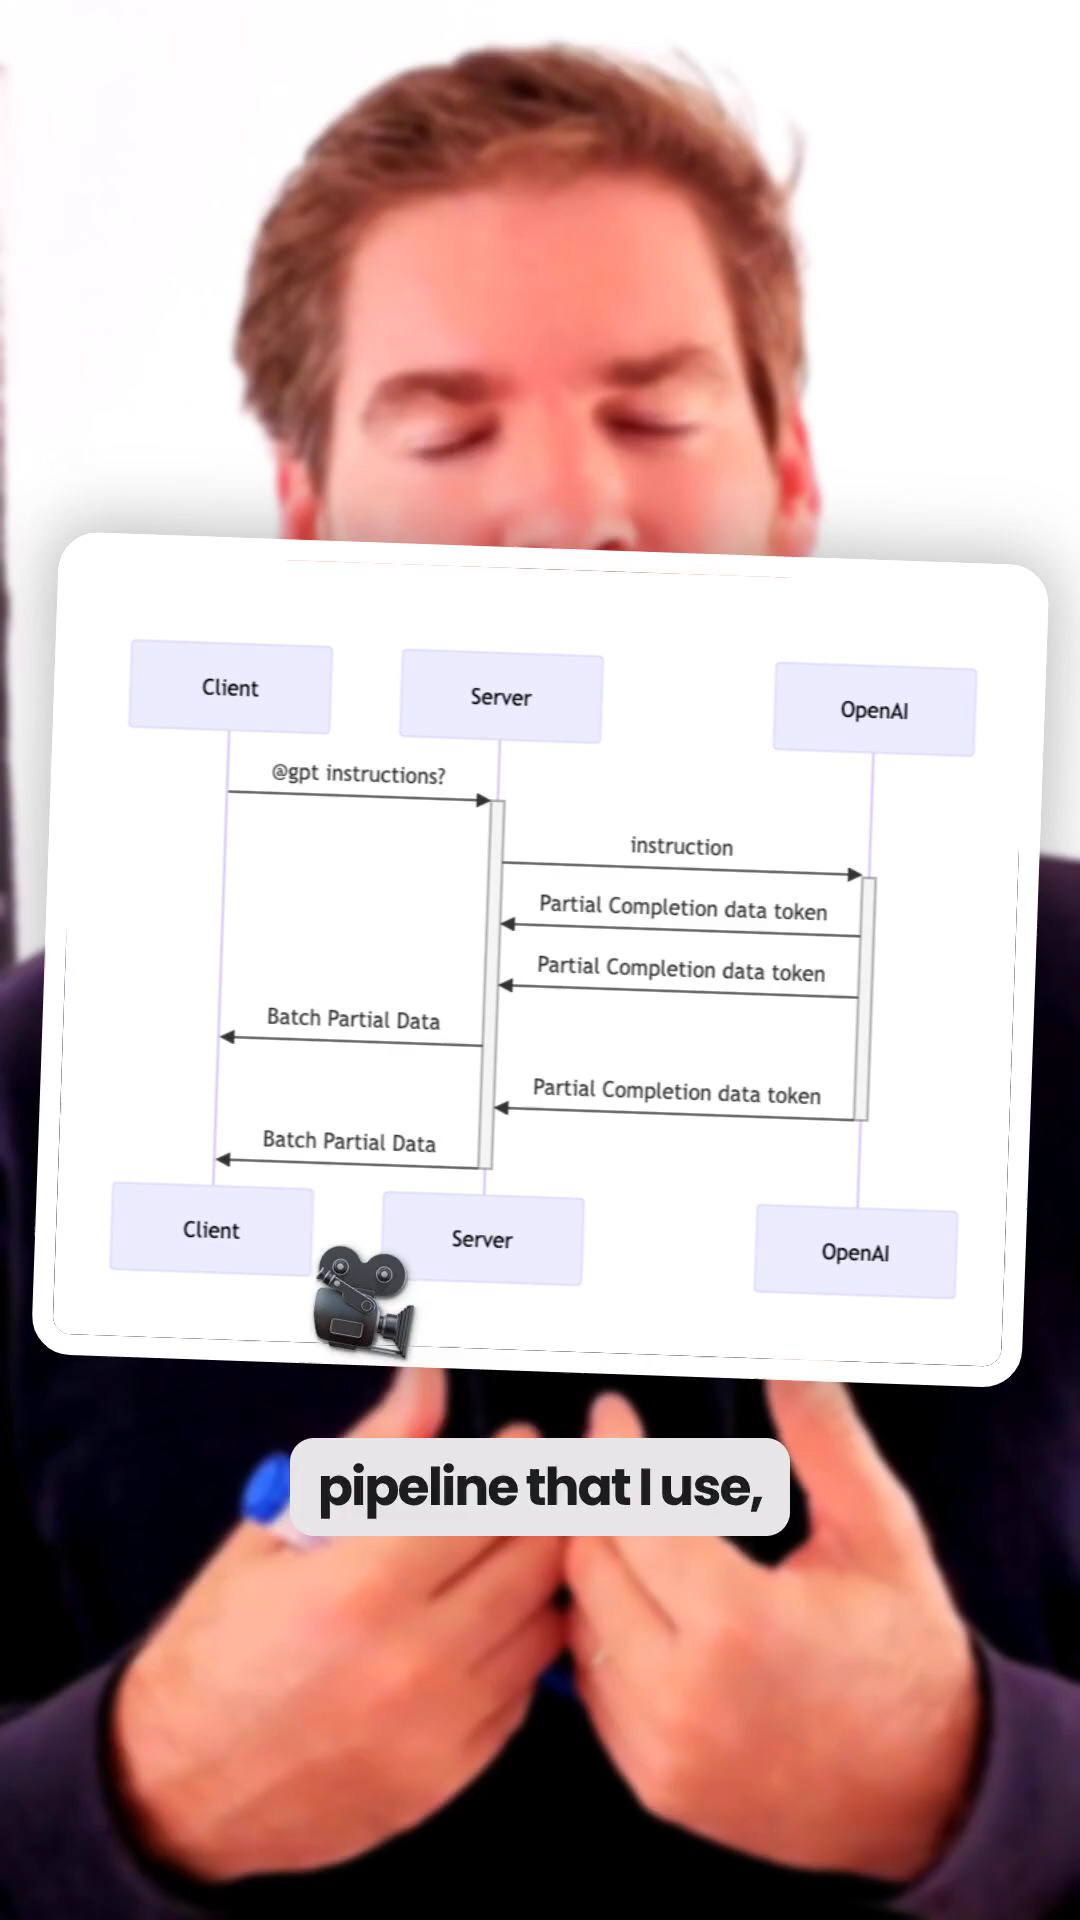 Client
Server
OpenAI
@gpt instructions?
instruction
Partial Completion data token
Partial Completion data token
Batch Partial Data
Partial Completion data token
Batch Partial Data
Client
Server
OpenAI
pipeline that I use,